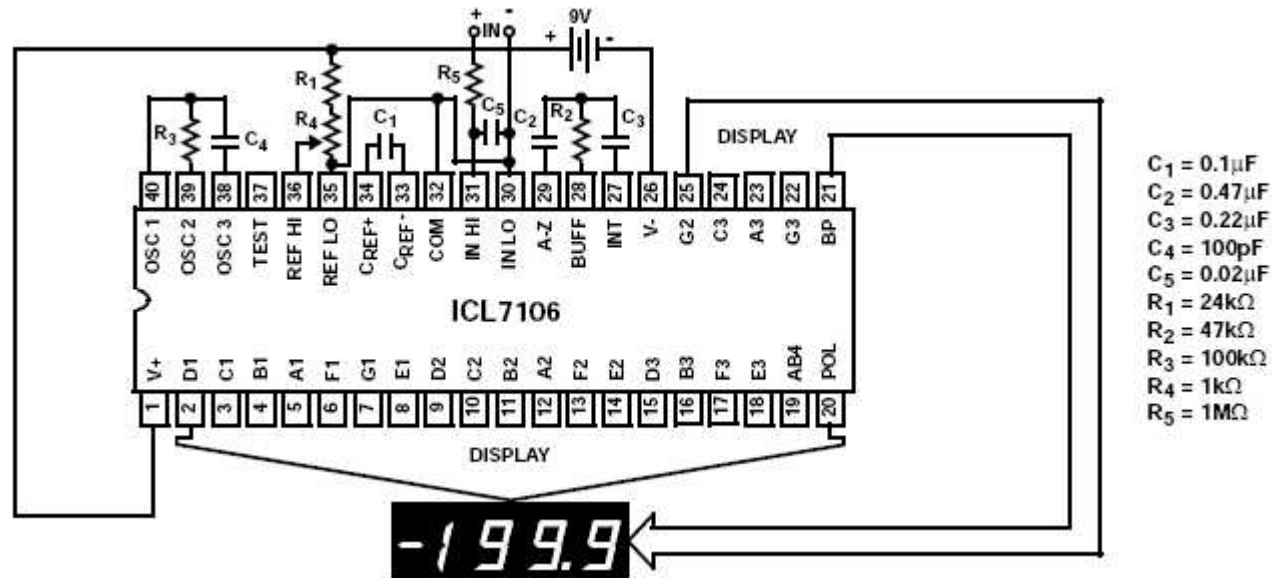 + -
IN
9V
+ -
R1
R5
R3
C4
R4
C1
C5
C2
R2
C3
DISPLAY
40 39 38 37 36 35 34 33 32 31 30 29 28 27 26 25 24 23 22 21
OSC 1 OSC 2 OSC 3 TEST REF HI REF LO CREF+ CREF- COM IN HI IN LO A-Z BUFF INT V- G2 C3 A3 G3 BP
ICL7106
V+ D1 C1 B1 A1 F1 G1 E1 D2 C2 B2 A2 F2 E2 D3 B3 F3 E3 AB4 POL
1 2 3 4 5 6 7 8 9 10 11 12 13 14 15 16 17 18 19 20
DISPLAY
-199.9
C1 = 0.1μF
C2 = 0.47μF
C3 = 0.22μF
C4 = 100pF
C5 = 0.02μF
R1 = 24kΩ
R2 = 47kΩ
R3 = 100kΩ
R4 = 1kΩ
R5 = 1MΩ